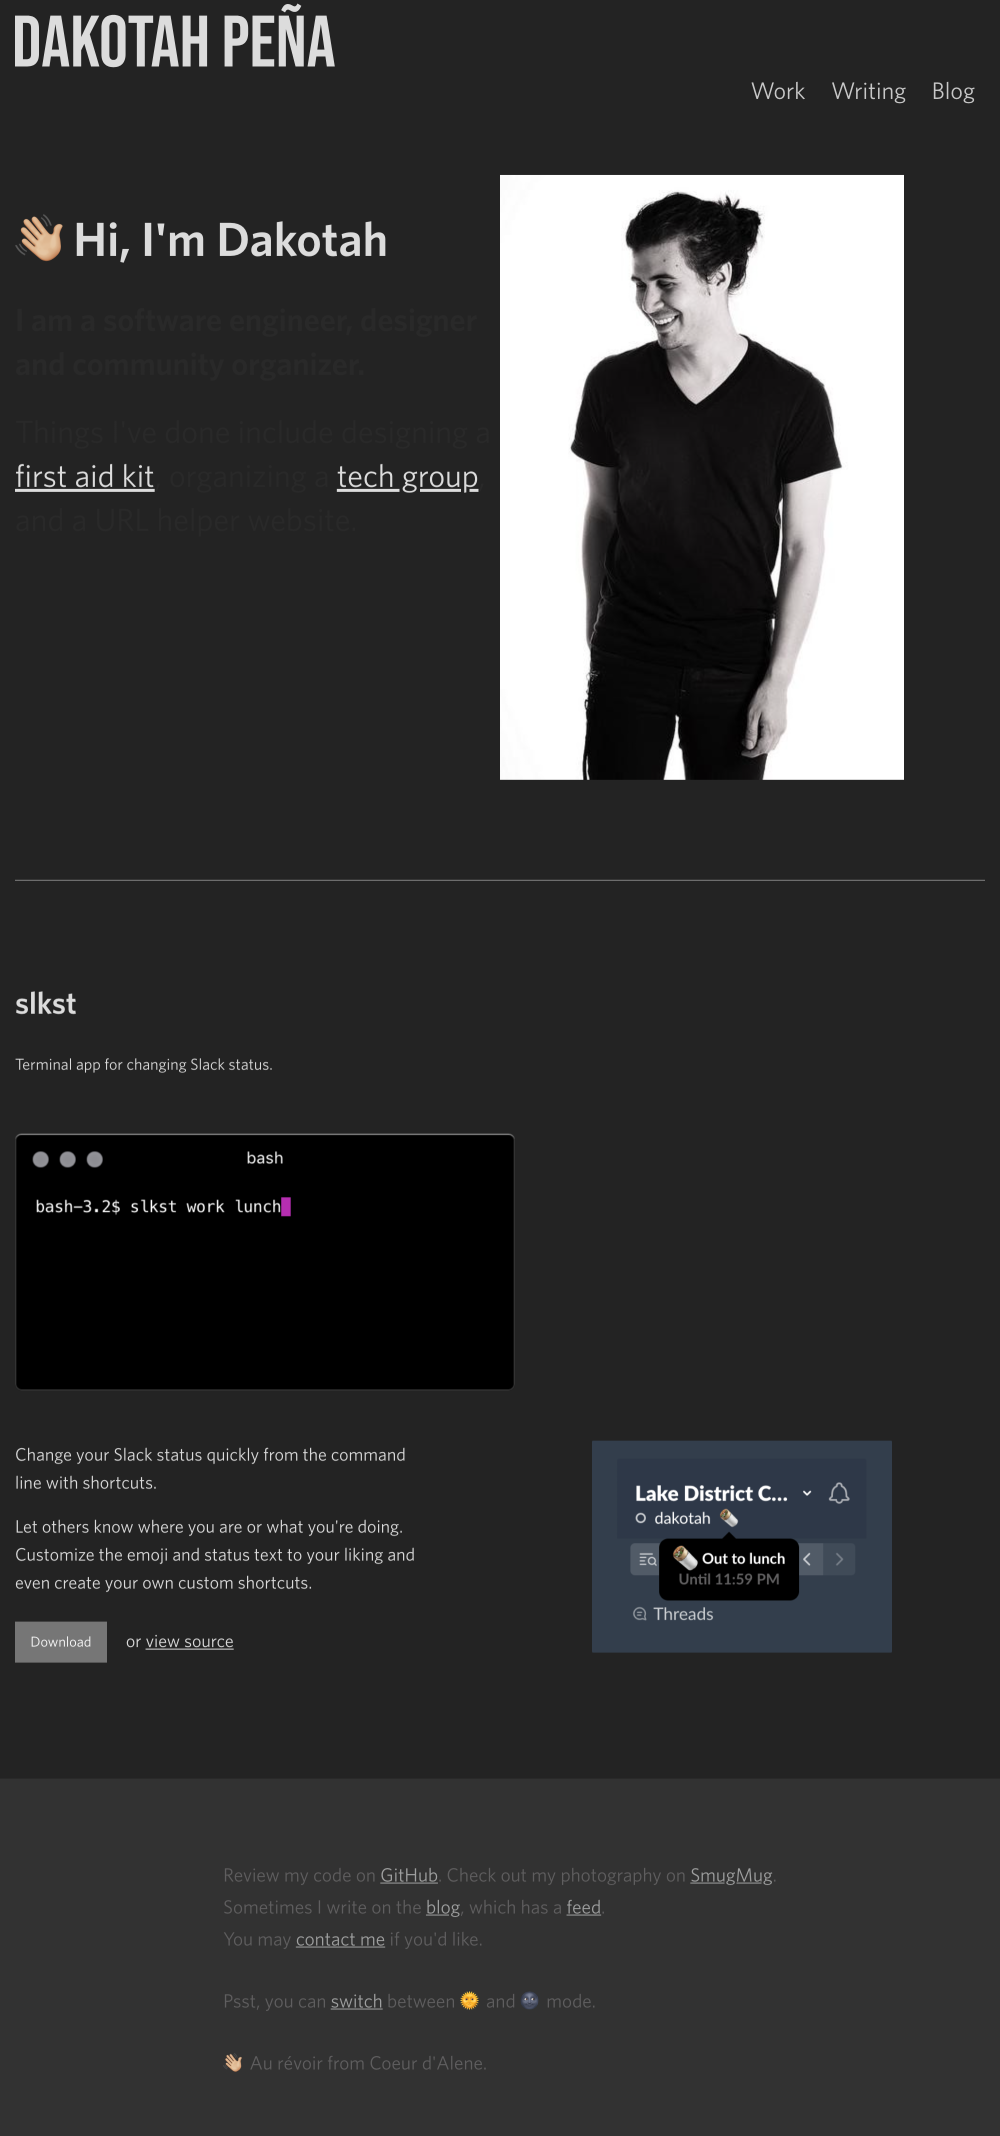 DAKOTAH PEÑA
Work Writing Blog
👋🏼 Hi, I'm Dakotah
I am a software engineer, designer
and community organizer.
Things I've done include designing a
first aid kit organizing a tech group
and a URL helper website.
slkst
Terminal app for changing Slack status.
bash
bash-3.2$ slkst work lunch
Change your Slack status quickly from the command
line with shortcuts.
Let others know where you are or what you're doing.
Customize the emoji and status text to your liking and
even create your own custom shortcuts.
Download or view source
Lake District C...
dakotah 🌯
🌯 Out to lunch
Until 11:59 PM
Threads
Review my code on GitHub. Check out my photography on SmugMug.
Sometimes I write on the blog, which has a feed.
You may contact me if you'd like.
Psst, you can switch between 🌞 and 🌚 mode.
👋🏼 Au révoir from Coeur d'Alene.